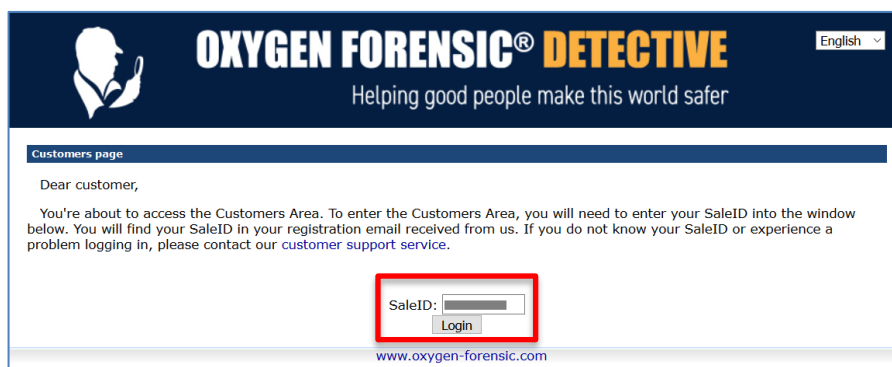 OXYGEN FORENSIC® DETECTIVE
English
Helping good people make this world safer
Customers page
Dear customer,
You're about to access the Customers Area. To enter the Customers Area, you will need to enter your SaleID into the window
below. You will find your SaleID in your registration email received from us. If you do not know your SaleID or experience a
problem logging in, please contact our customer support service.
SaleID:
Login
www.oxygen-forensic.com